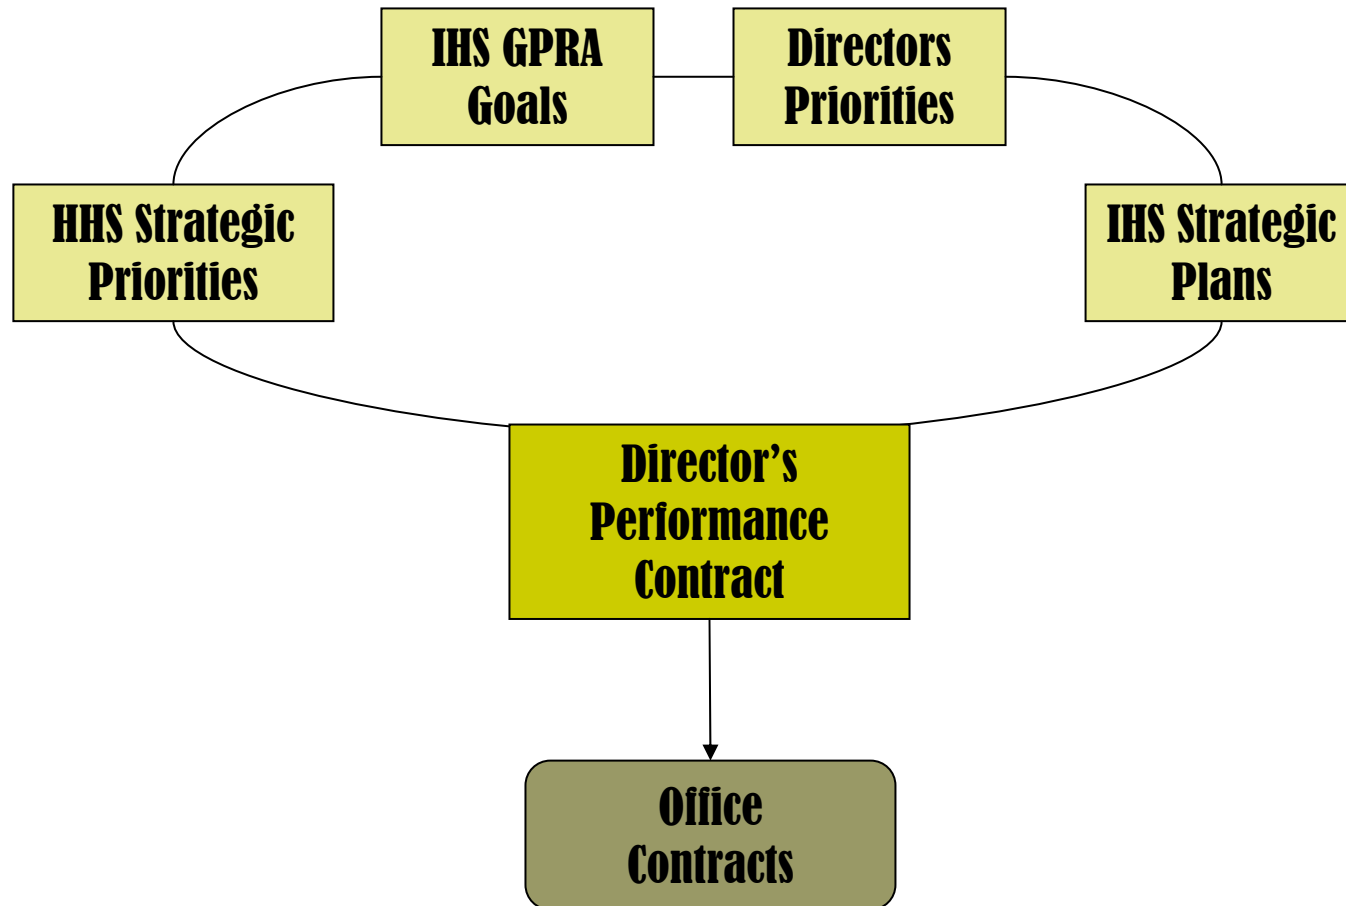 IHS GPRA
Goals
Directors
Priorities
HHS Strategic
Priorities
IHS Strategic
Plans
Director’s
Performance
Contract
Office
Contracts